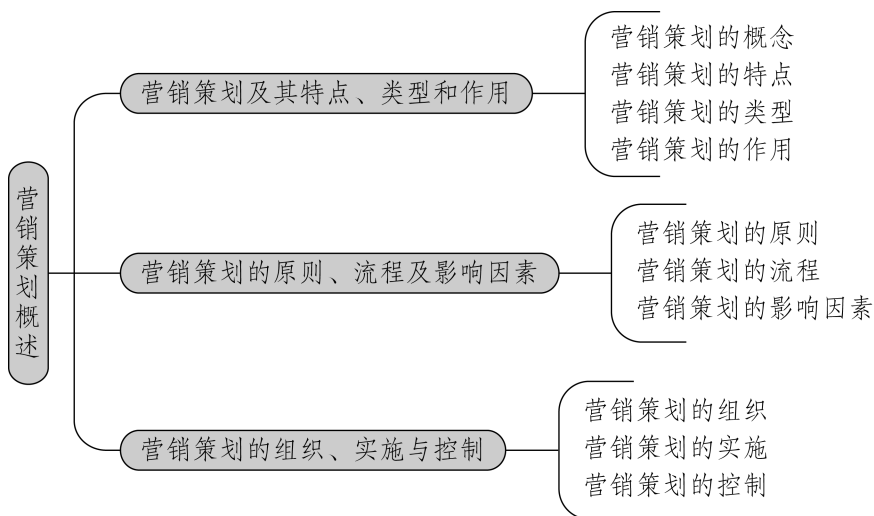 营销策划概述
营销策划及其特点、类型和作用
营销策划的概念
营销策划的特点
营销策划的类型
营销策划的作用
营销策划的原则、流程及影响因素
营销策划的原则
营销策划的流程
营销策划的影响因素
营销策划的组织、实施与控制
营销策划的组织
营销策划的实施
营销策划的控制